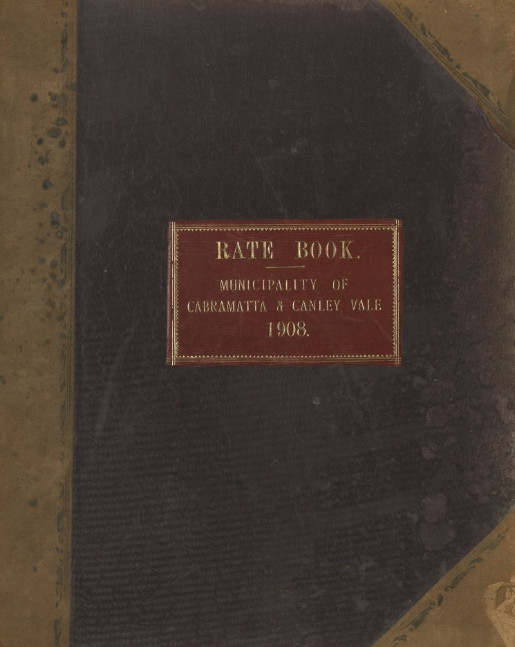 RATE BOOK.
MUNICIPALITY OF
CABRAMATTA & CANLEY VALE
1908.